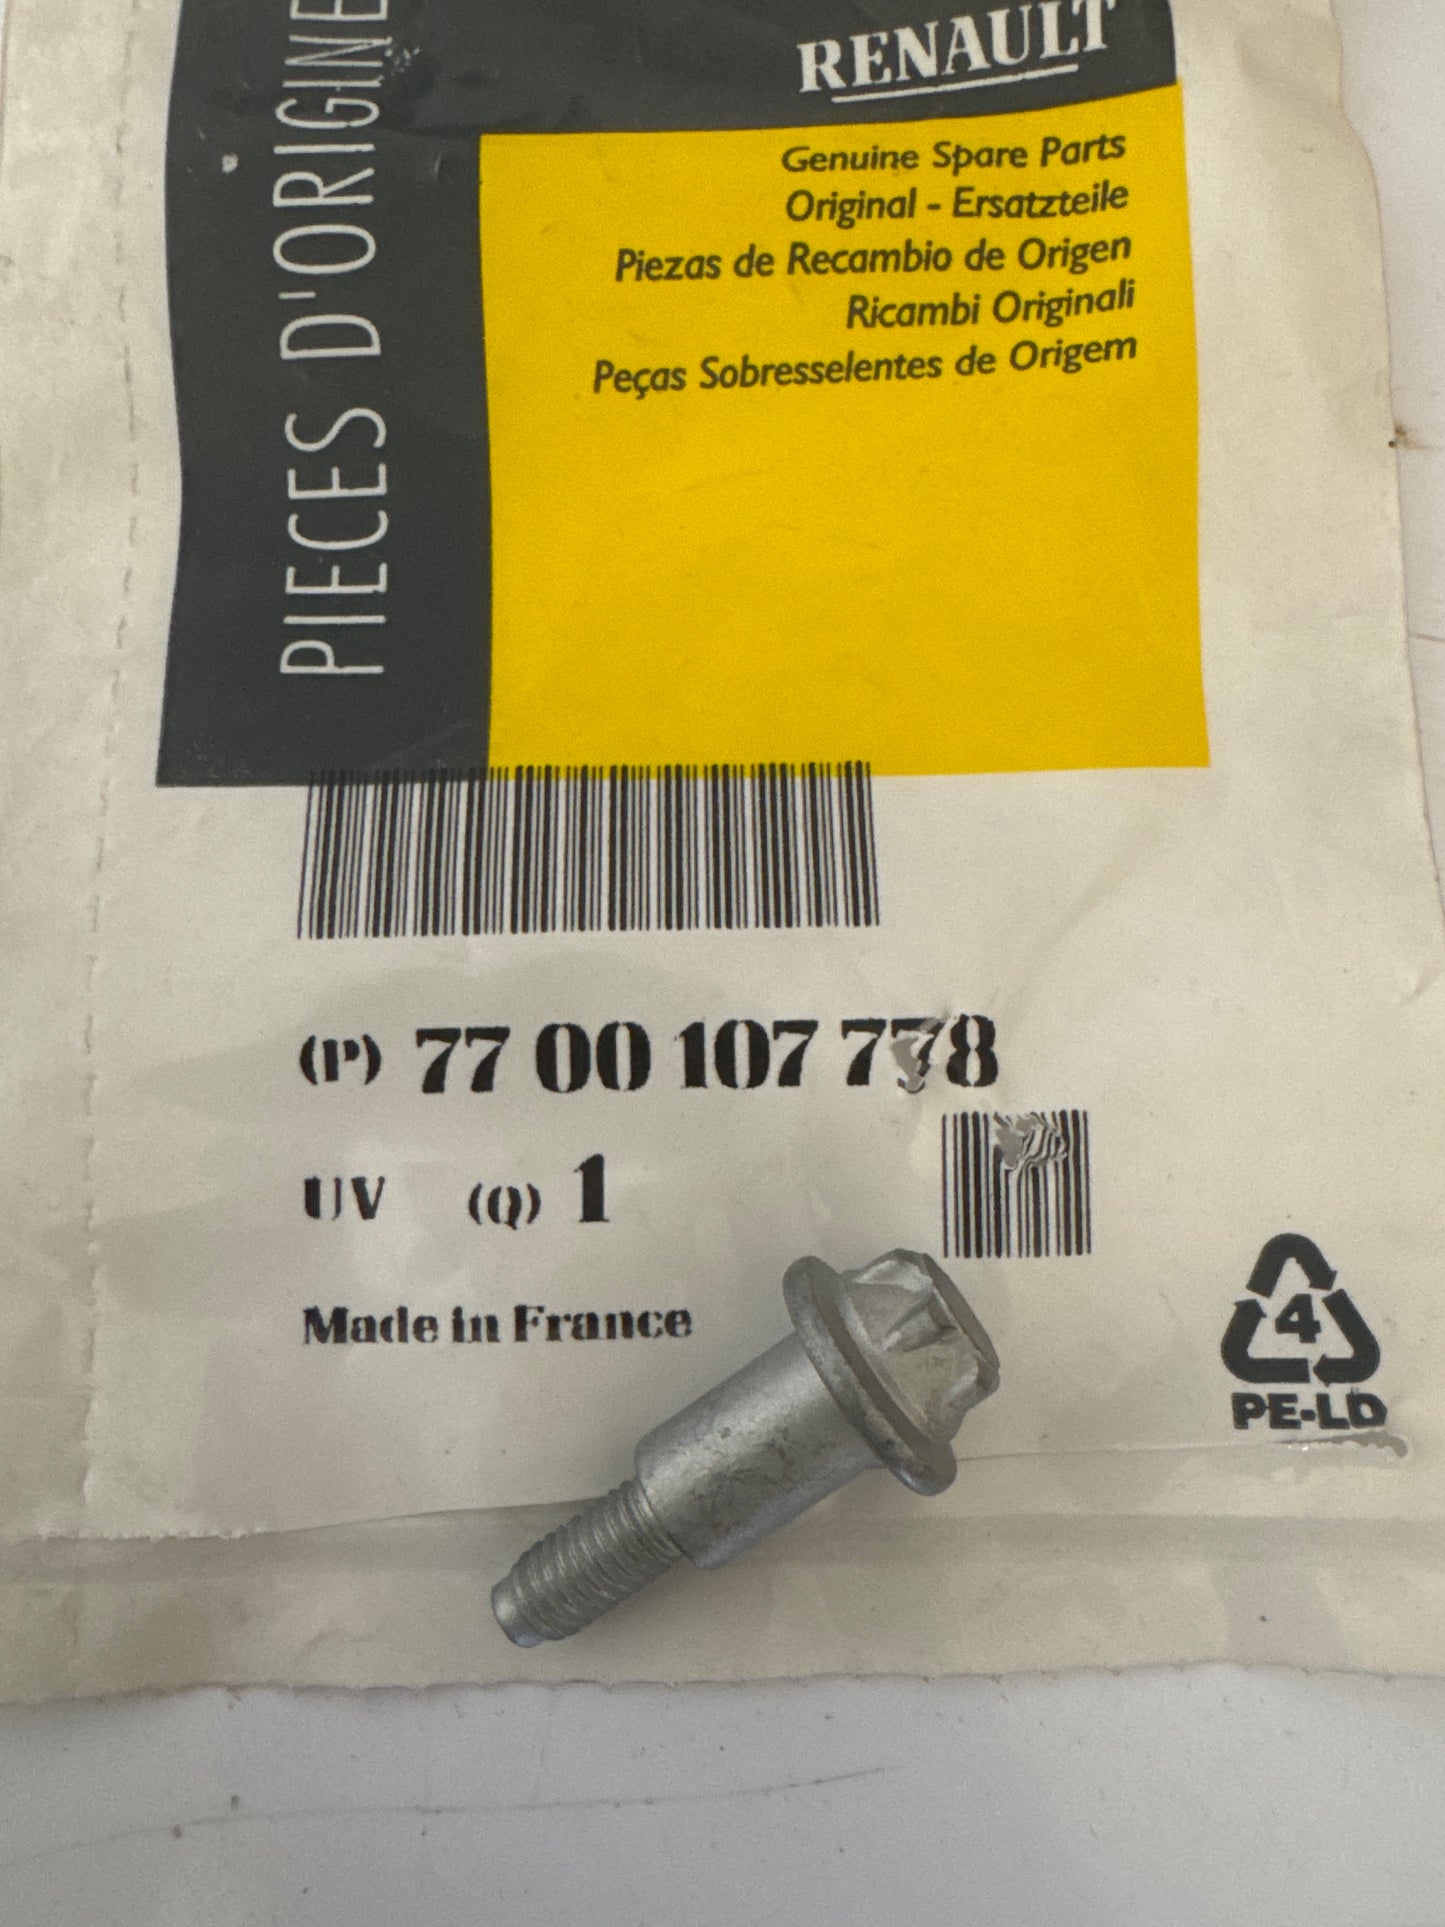 PIECES D'ORIGINE
RENAULT
Genuine Spare Parts
Original - Ersatzteile
Piezas de Recambio de Origen
Ricambi Originali
Peças Sobresselentes de Origem
(P) 77 00 107 778
UV (Q) 1
Made in France
4
PE-LD